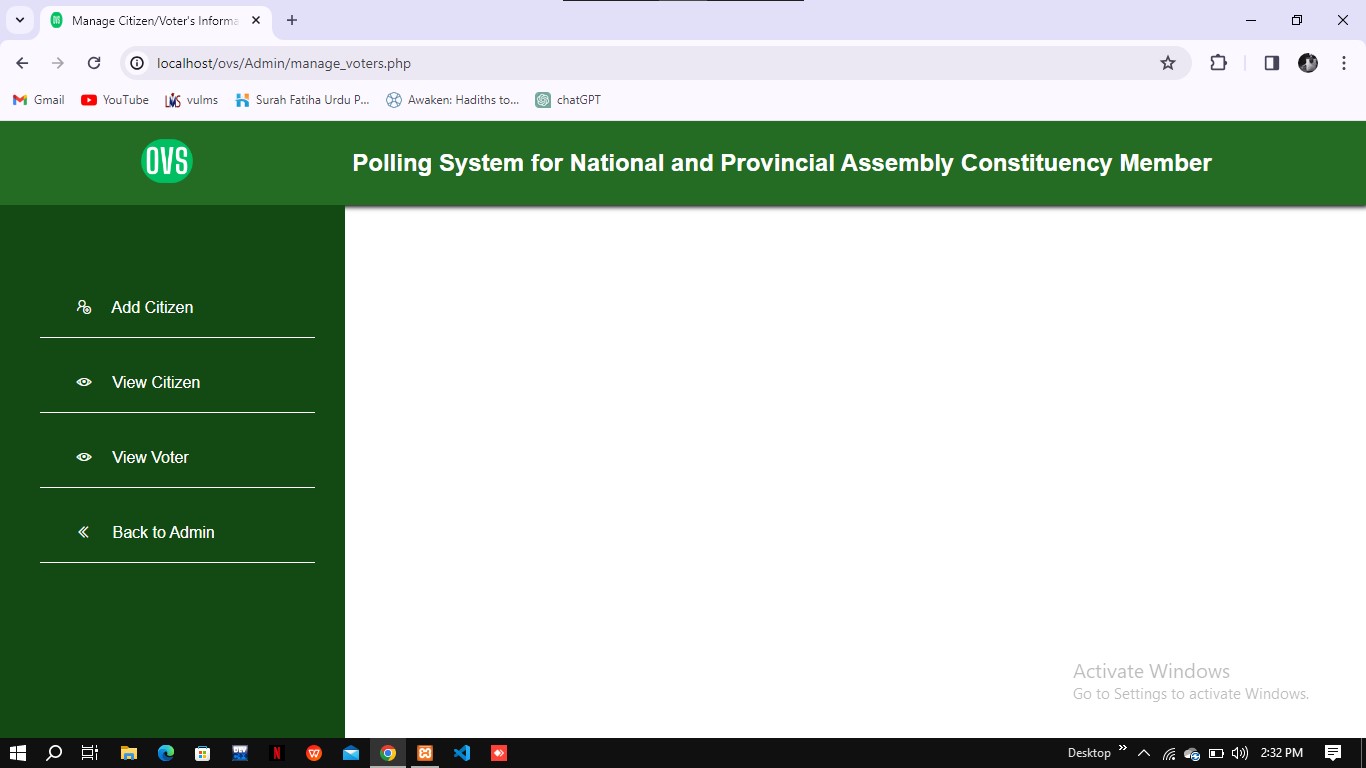 Manage Citizen/Voter's Informa
localhost/ovs/Admin/manage_voters.php
Gmail YouTube vulms Surah Fatiha Urdu P... Awaken: Hadiths to... chatGPT
OVS Polling System for National and Provincial Assembly Constituency Member
Add Citizen
View Citizen
View Voter
Back to Admin
Activate Windows
Go to Settings to activate Windows.
Desktop 2:32 PM